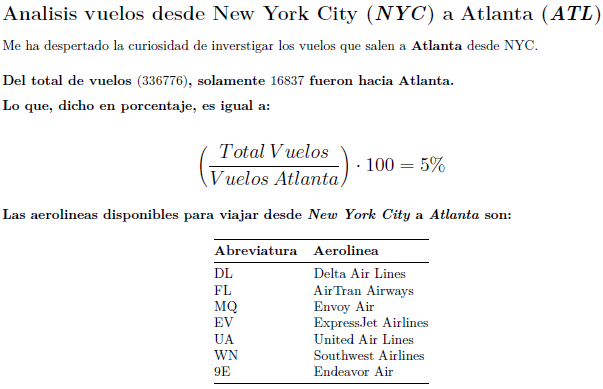 Analisis vuelos desde New York City (NYC) a Atlanta (ATL)
Me ha despertado la curiosidad de inverstigar los vuelos que salen a Atlanta desde NYC.
Del total de vuelos (336776), solamente 16837 fueron hacia Atlanta.
Lo que, dicho en porcentaje, es igual a:
(Total Vuelos / Vuelos Atlanta) · 100 = 5%
Las aerolineas disponibles para viajar desde New York City a Atlanta son:
Abreviatura Aerolinea
DL Delta Air Lines
FL AirTran Airways
MQ Envoy Air
EV ExpressJet Airlines
UA United Air Lines
WN Southwest Airlines
9E Endeavor Air